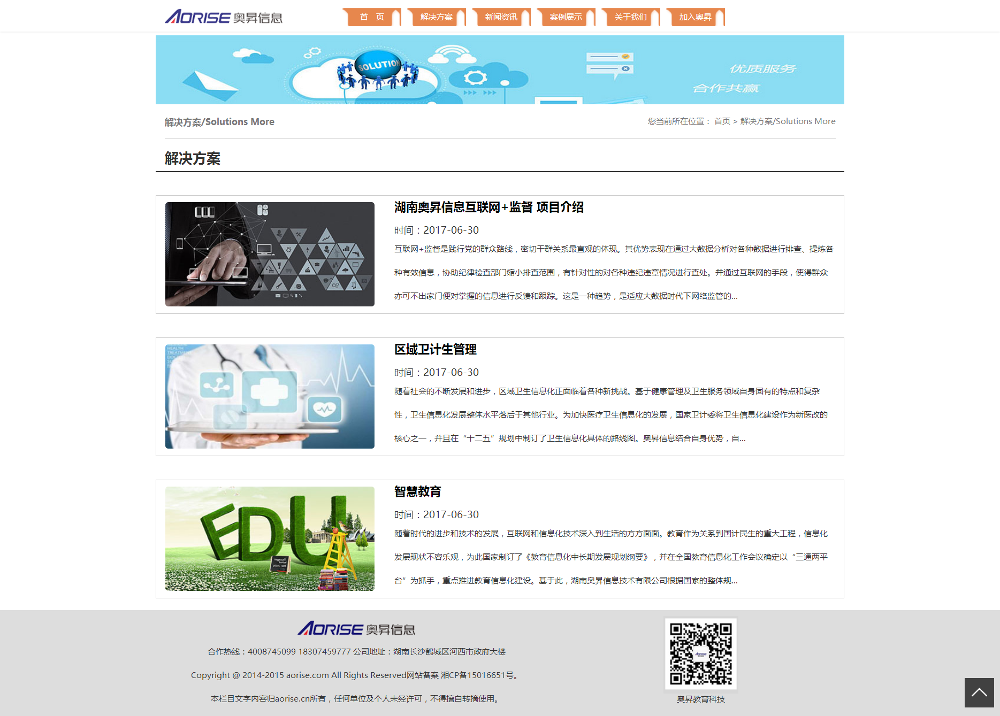 AORISE 奥昇信息
首 页
解决方案
新闻资讯
案例展示
关于我们
加入奥昇
SOLUTION
优质服务
合作共赢
解决方案/Solutions More
您当前所在位置： 首页 > 解决方案/Solutions More
解决方案
湖南奥昇信息互联网+监督 项目介绍
时间：2017-06-30
互联网+监督是践行党的群众路线，密切干群关系最直观的体现。其优势表现在通过大数据分析对各种数据进行排查、提炼各
种有效信息，协助纪律检查部门缩小排查范围，有针对性的对各种违纪违章情况进行查处。并通过互联网的手段，使得群众
亦可不出家门便对掌握的信息进行反馈和跟踪。这是一种趋势，是适应大数据时代下网络监管的...
HEALTH
TREATMENT
区域卫计生管理
时间：2017-06-30
随着社会的不断发展和进步，区域卫生信息化正面临着各种新挑战。基于健康管理及卫生服务领域自身固有的特点和复杂
性，卫生信息化发展整体水平落后于其他行业。为加快医疗卫生信息化的发展，国家卫计委将卫生信息化建设作为新医改的
核心之一，并且在“十二五”规划中制订了卫生信息化具体的路线图。奥昇信息结合自身优势，自...
EDU
智慧教育
时间：2017-06-30
随着时代的进步和技术的发展，互联网和信息化技术深入到生活的方方面面。教育作为关系到国计民生的重大工程，信息化
发展现状不容乐观，为此国家制订了《教育信息化中长期发展规划纲要》，并在全国教育信息化工作会议确定以“三通两平
台”为抓手，重点推进教育信息化建设。基于此，湖南奥昇信息技术有限公司根据国家的整体规...
AORISE 奥昇信息
合作热线：4008745099 18307459777 公司地址：湖南长沙鹤城区河西市政府大楼
Copyright @ 2014-2015 aorise.com All Rights Reserved网站备案 湘CP备15016651号。
本栏目文字内容归aorise.cn所有，任何单位及个人未经许可，不得擅自转摘使用。
AORISE
奥昇教育科技